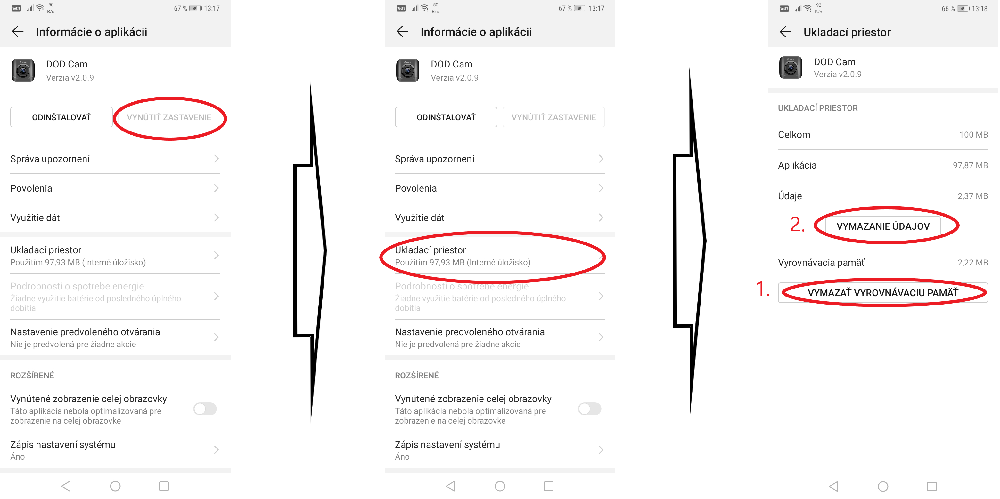 VoLTE 50 B/s 67 % 13:17
Informácie o aplikácii
DOD Cam
Verzia v2.0.9
ODINŠTALOVAŤ VYNÚTIŤ ZASTAVENIE
Správa upozornení
Povolenia
Využitie dát
Ukladací priestor
Použitím 97,93 MB (Interné úložisko)
Podrobnosti o spotrebe energie
Žiadne využitie batérie od posledného úplného
dobitia
Nastavenie predvoleného otvárania
Nie je predvolená pre žiadne akcie
ROZŠÍRENÉ
Vynútené zobrazenie celej obrazovky
Táto aplikácia nebola optimalizovaná pre
zobrazenie na celej obrazovke
Zápis nastavení systému
Áno
VoLTE 50 B/s 67 % 13:17
Informácie o aplikácii
DOD Cam
Verzia v2.0.9
ODINŠTALOVAŤ VYNÚTIŤ ZASTAVENIE
Správa upozornení
Povolenia
Využitie dát
Ukladací priestor
Použitím 97,93 MB (Interné úložisko)
Podrobnosti o spotrebe energie
Žiadne využitie batérie od posledného úplného
dobitia
Nastavenie predvoleného otvárania
Nie je predvolená pre žiadne akcie
ROZŠÍRENÉ
Vynútené zobrazenie celej obrazovky
Táto aplikácia nebola optimalizovaná pre
zobrazenie na celej obrazovke
Zápis nastavení systému
Áno
VoLTE 92 B/s 66 % 13:18
Ukladací priestor
DOD Cam
Verzia v2.0.9
UKLADACÍ PRIESTOR
Celkom 100 MB
Aplikácia 97,87 MB
Údaje 2,37 MB
2. VYMAZANIE ÚDAJOV
Vyrovnávacia pamäť 2,22 MB
1. VYMAZAŤ VYROVNÁVACIU PAMÄŤ